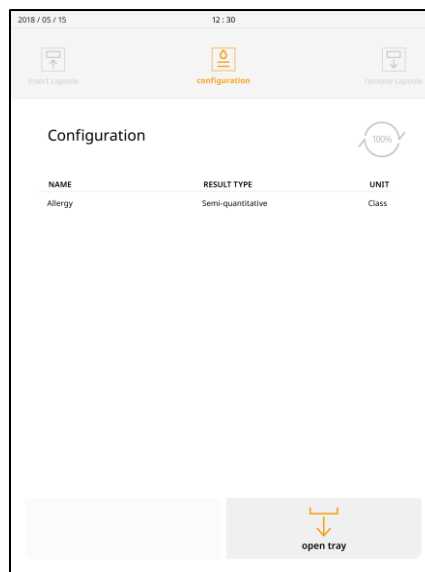 2018 / 05 / 15 12 : 30
insert capsule configuration remove capsule
Configuration 100%
NAME RESULT TYPE UNIT
Allergy Semi-quantitative Class
open tray